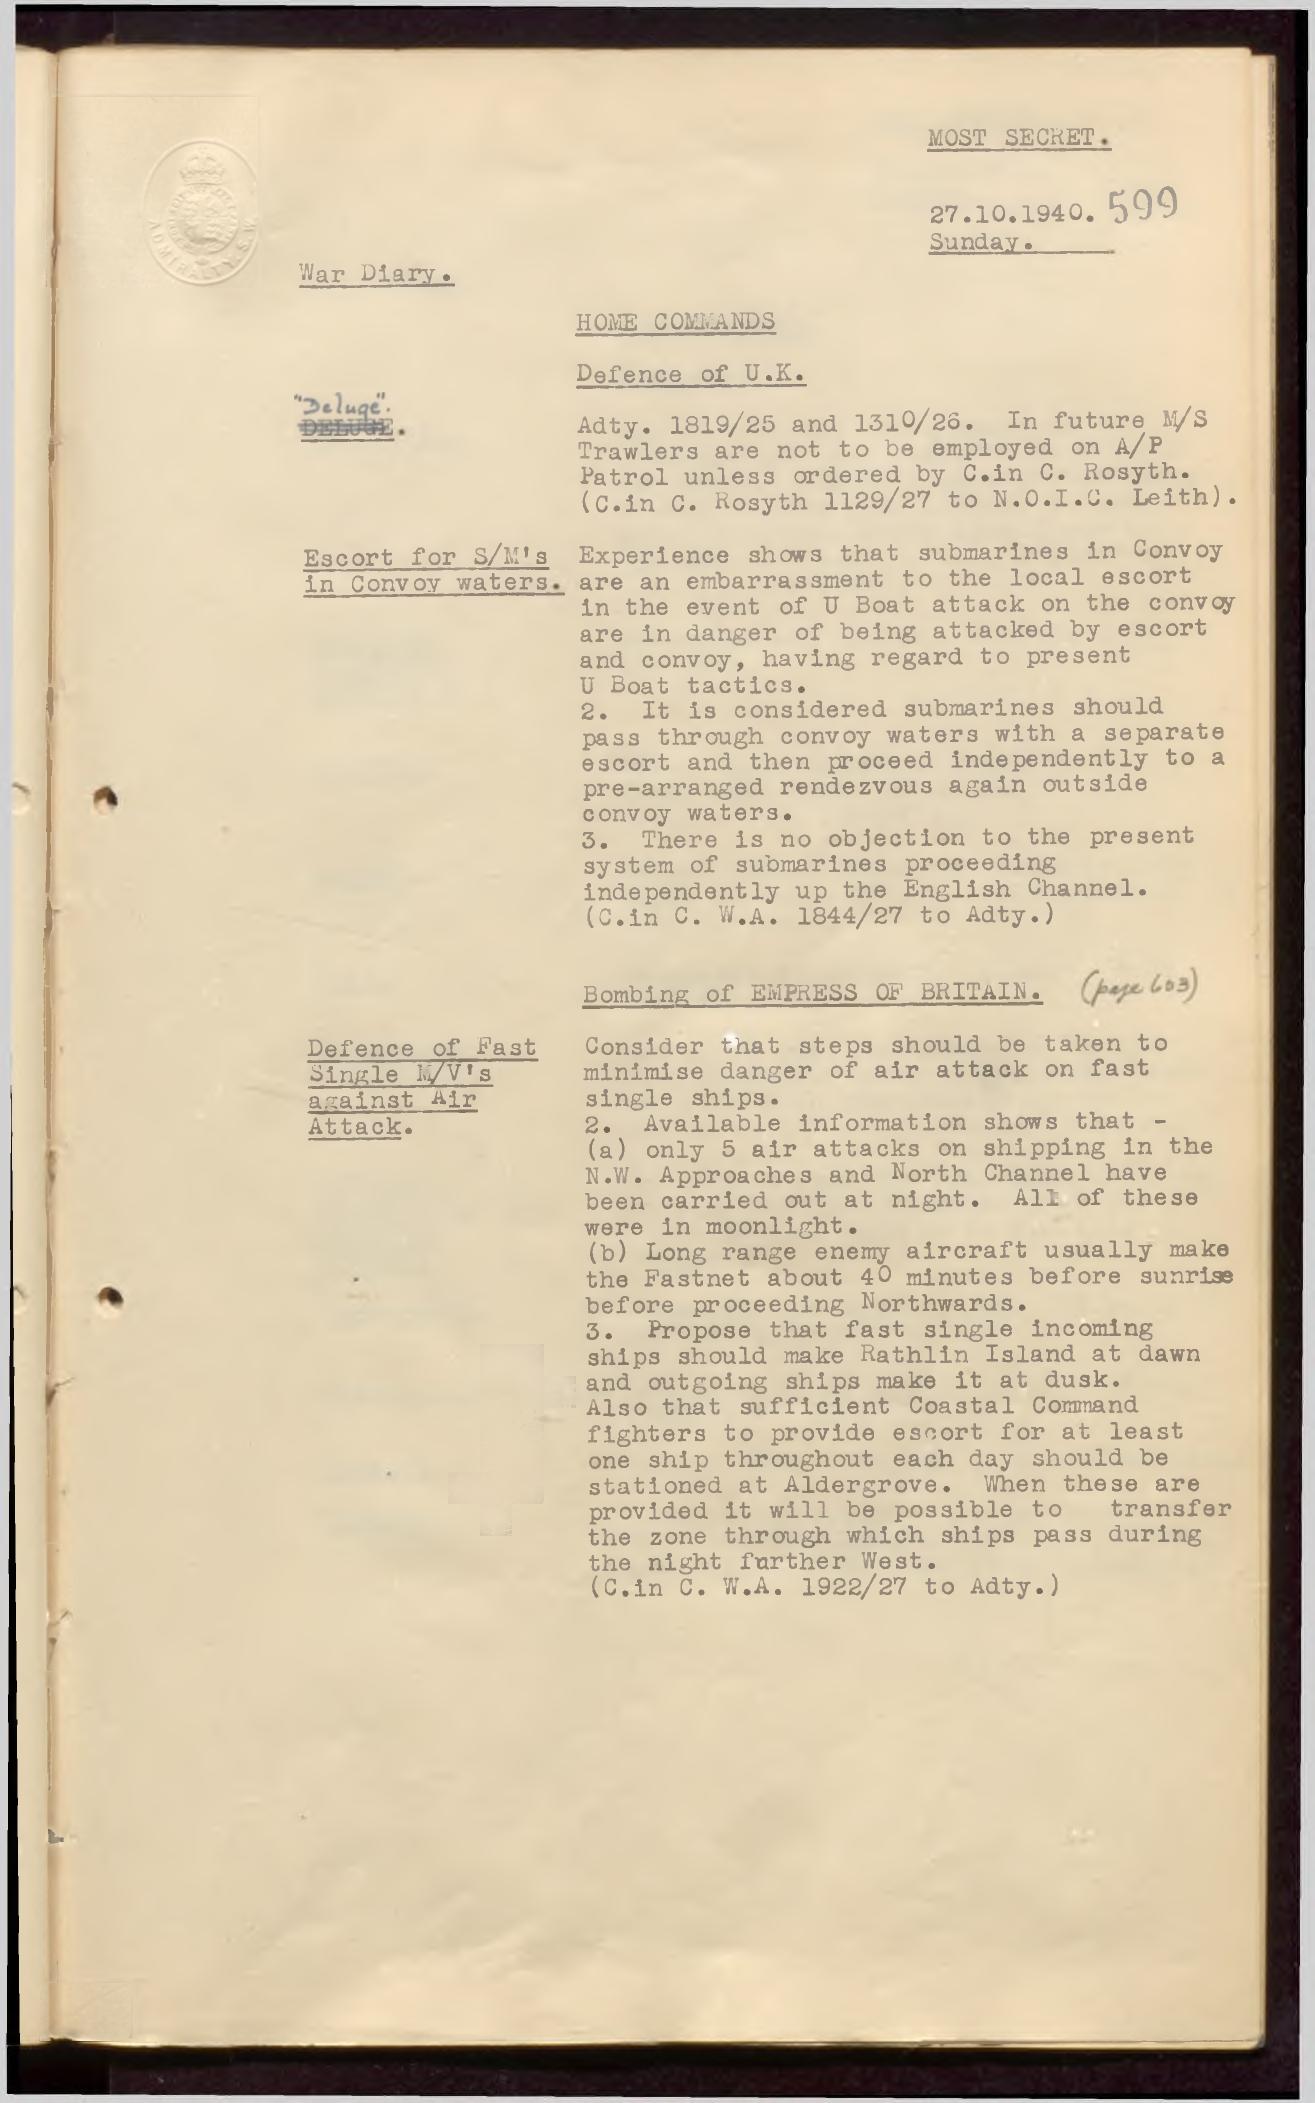 MOST SECRET.
27.10.1940. 599
Sunday.
ADMIRALTY. S.W.
War Diary.
HOME COMMANDS
Defence of U.K.
"Deluge".
DELUGE.
Adty. 1819/25 and 1310/26. In future M/S
Trawlers are not to be employed on A/P
Patrol unless ordered by C.in C. Rosyth.
(C.in C. Rosyth 1129/27 to N.O.I.C. Leith).
Escort for S/M's
in Convoy waters.
Experience shows that submarines in Convoy
are an embarrassment to the local escort
in the event of U Boat attack on the convoy
are in danger of being attacked by escort
and convoy, having regard to present
U Boat tactics.
2. It is considered submarines should
pass through convoy waters with a separate
escort and then proceed independently to a
pre-arranged rendezvous again outside
convoy waters.
3. There is no objection to the present
system of submarines proceeding
independently up the English Channel.
(C.in C. W.A. 1844/27 to Adty.)
Bombing of EMPRESS OF BRITAIN. (page 603)
Defence of Fast
Single M/V's
against Air
Attack.
Consider that steps should be taken to
minimise danger of air attack on fast
single ships.
2. Available information shows that -
(a) only 5 air attacks on shipping in the
N.W. Approaches and North Channel have
been carried out at night. All of these
were in moonlight.
(b) Long range enemy aircraft usually make
the Fastnet about 40 minutes before sunrise
before proceeding Northwards.
3. Propose that fast single incoming
ships should make Rathlin Island at dawn
and outgoing ships make it at dusk.
Also that sufficient Coastal Command
fighters to provide escort for at least
one ship throughout each day should be
stationed at Aldergrove. When these are
provided it will be possible to transfer
the zone through which ships pass during
the night further West.
(C.in C. W.A. 1922/27 to Adty.)